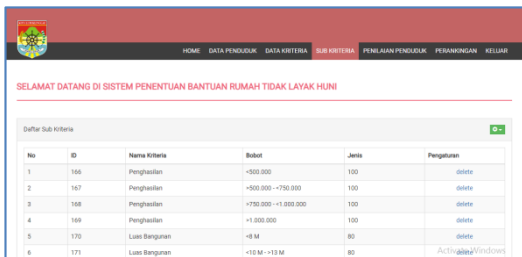 HOME DATA PENDUDUK DATA KRITERIA SUB KRITERIA PENILAIAN PENDUDUK PERANKINGAN KELUAR
SELAMAT DATANG DI SISTEM PENENTUAN BANTUAN RUMAH TIDAK LAYAK HUNI
Daftar Sub Kriteria
No ID Nama Kriteria Bobot Jenis Pengaturan
1 166 Penghasilan <500.000 100 delete
2 167 Penghasilan >500.000 - <750.000 100 delete
3 168 Penghasilan >750.000 - <1.000.000 100 delete
4 169 Penghasilan >1.000.000 100 delete
5 170 Luas Bangunan <8 M 80 delete
6 171 Luas Bangunan <10 M - >13 M 80 delete
Activate Windows